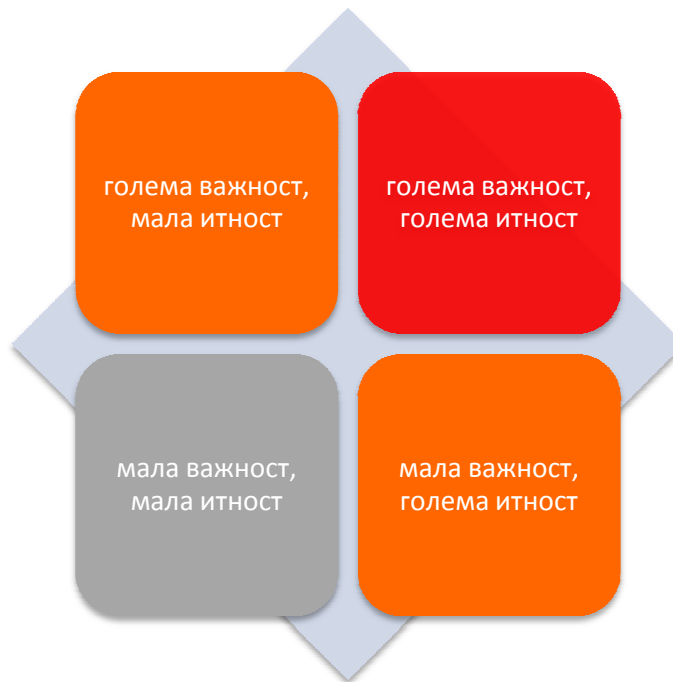 голема важност,
мала итност
голема важност,
голема итност
мала важност,
мала итност
мала важност,
голема итност